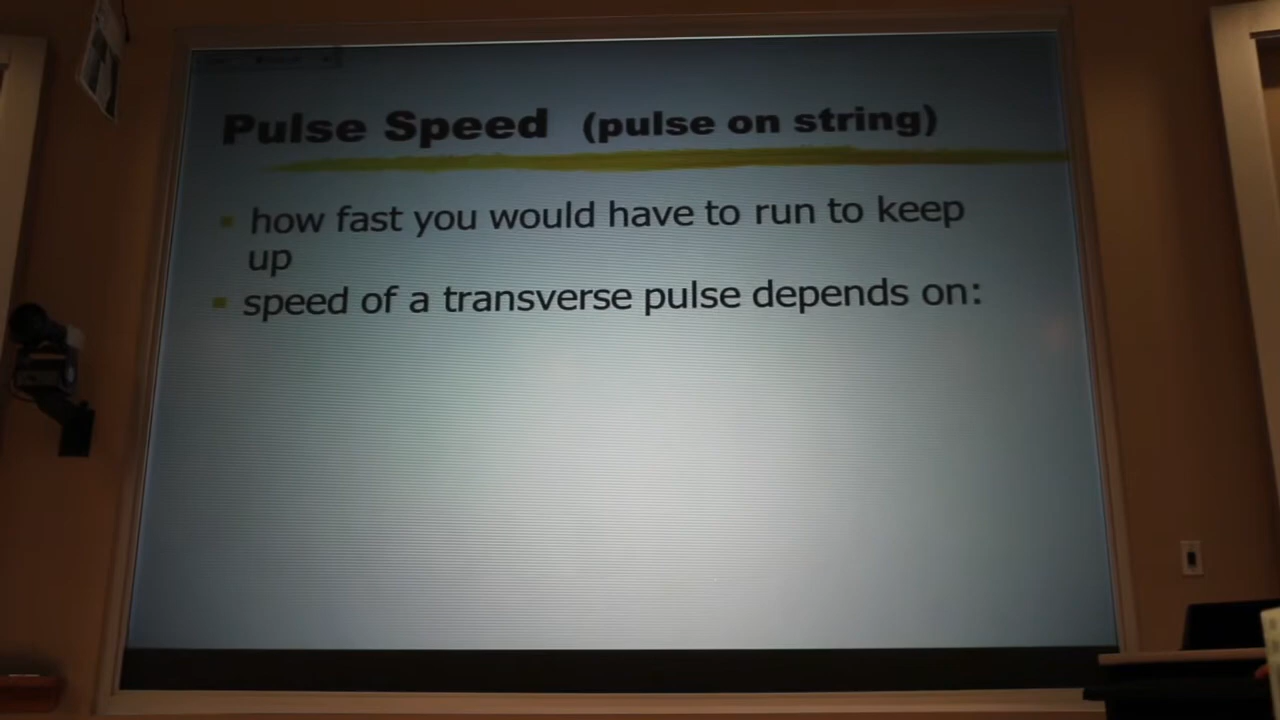 Pulse Speed (pulse on string)
how fast you would have to run to keep
up
speed of a transverse pulse depends on: